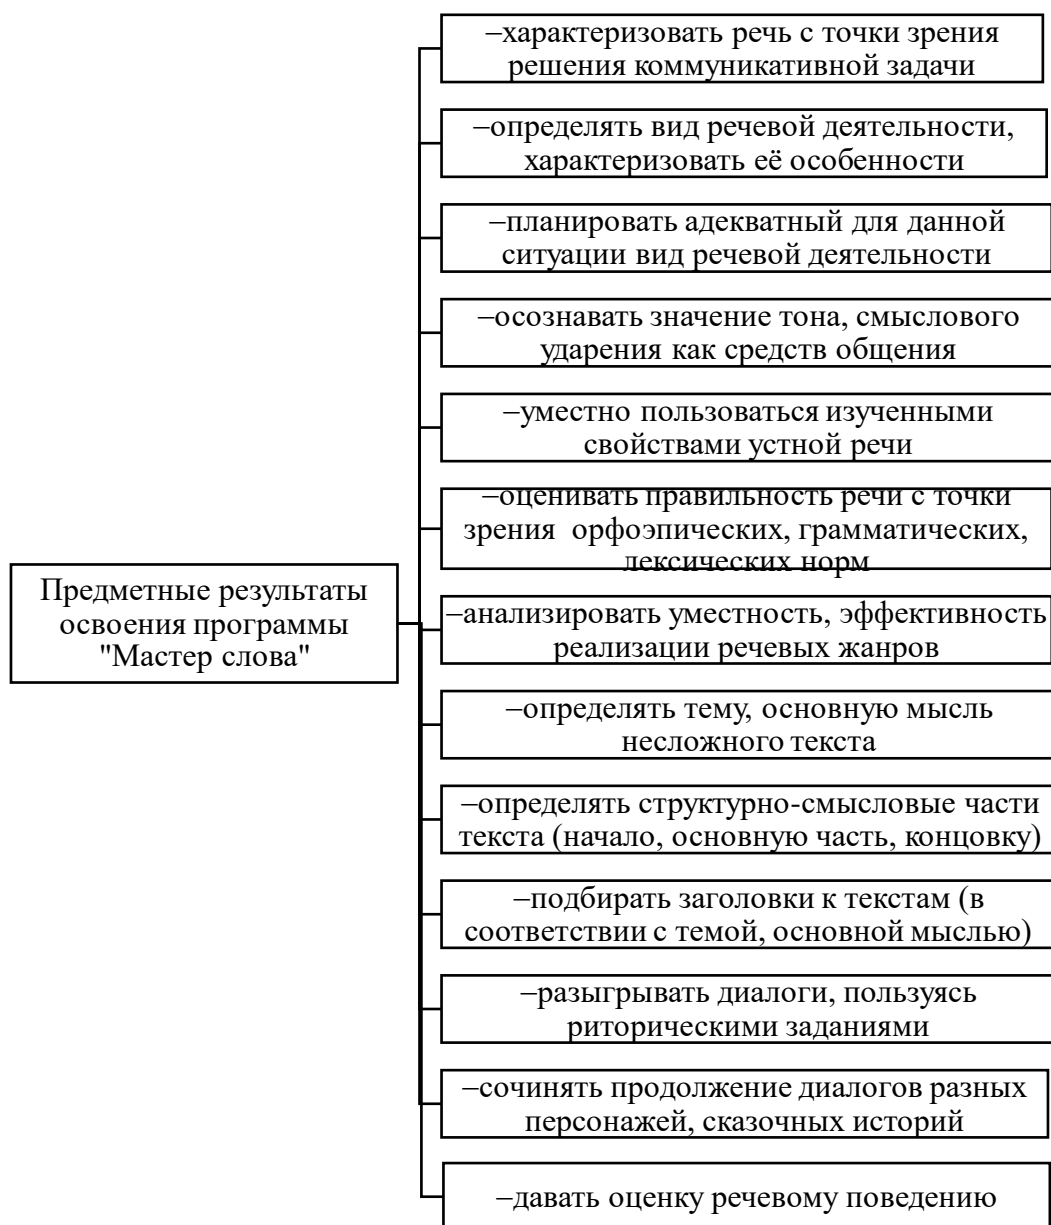 –характеризовать речь с точки зрения
решения коммуникативной задачи
–определять вид речевой деятельности,
характеризовать её особенности
–планировать адекватный для данной
ситуации вид речевой деятельности
–осознавать значение тона, смыслового
ударения как средств общения
–уместно пользоваться изученными
свойствами устной речи
–оценивать правильность речи с точки
зрения орфоэпических, грамматических,
лексических норм
Предметные результаты
освоения программы
"Мастер слова"
–анализировать уместность, эффективность
реализации речевых жанров
–определять тему, основную мысль
несложного текста
–определять структурно-смысловые части
текста (начало, основную часть, концовку)
–подбирать заголовки к текстам (в
соответствии с темой, основной мыслью)
–разыгрывать диалоги, пользуясь
риторическими заданиями
–сочинять продолжение диалогов разных
персонажей, сказочных историй
–давать оценку речевому поведению